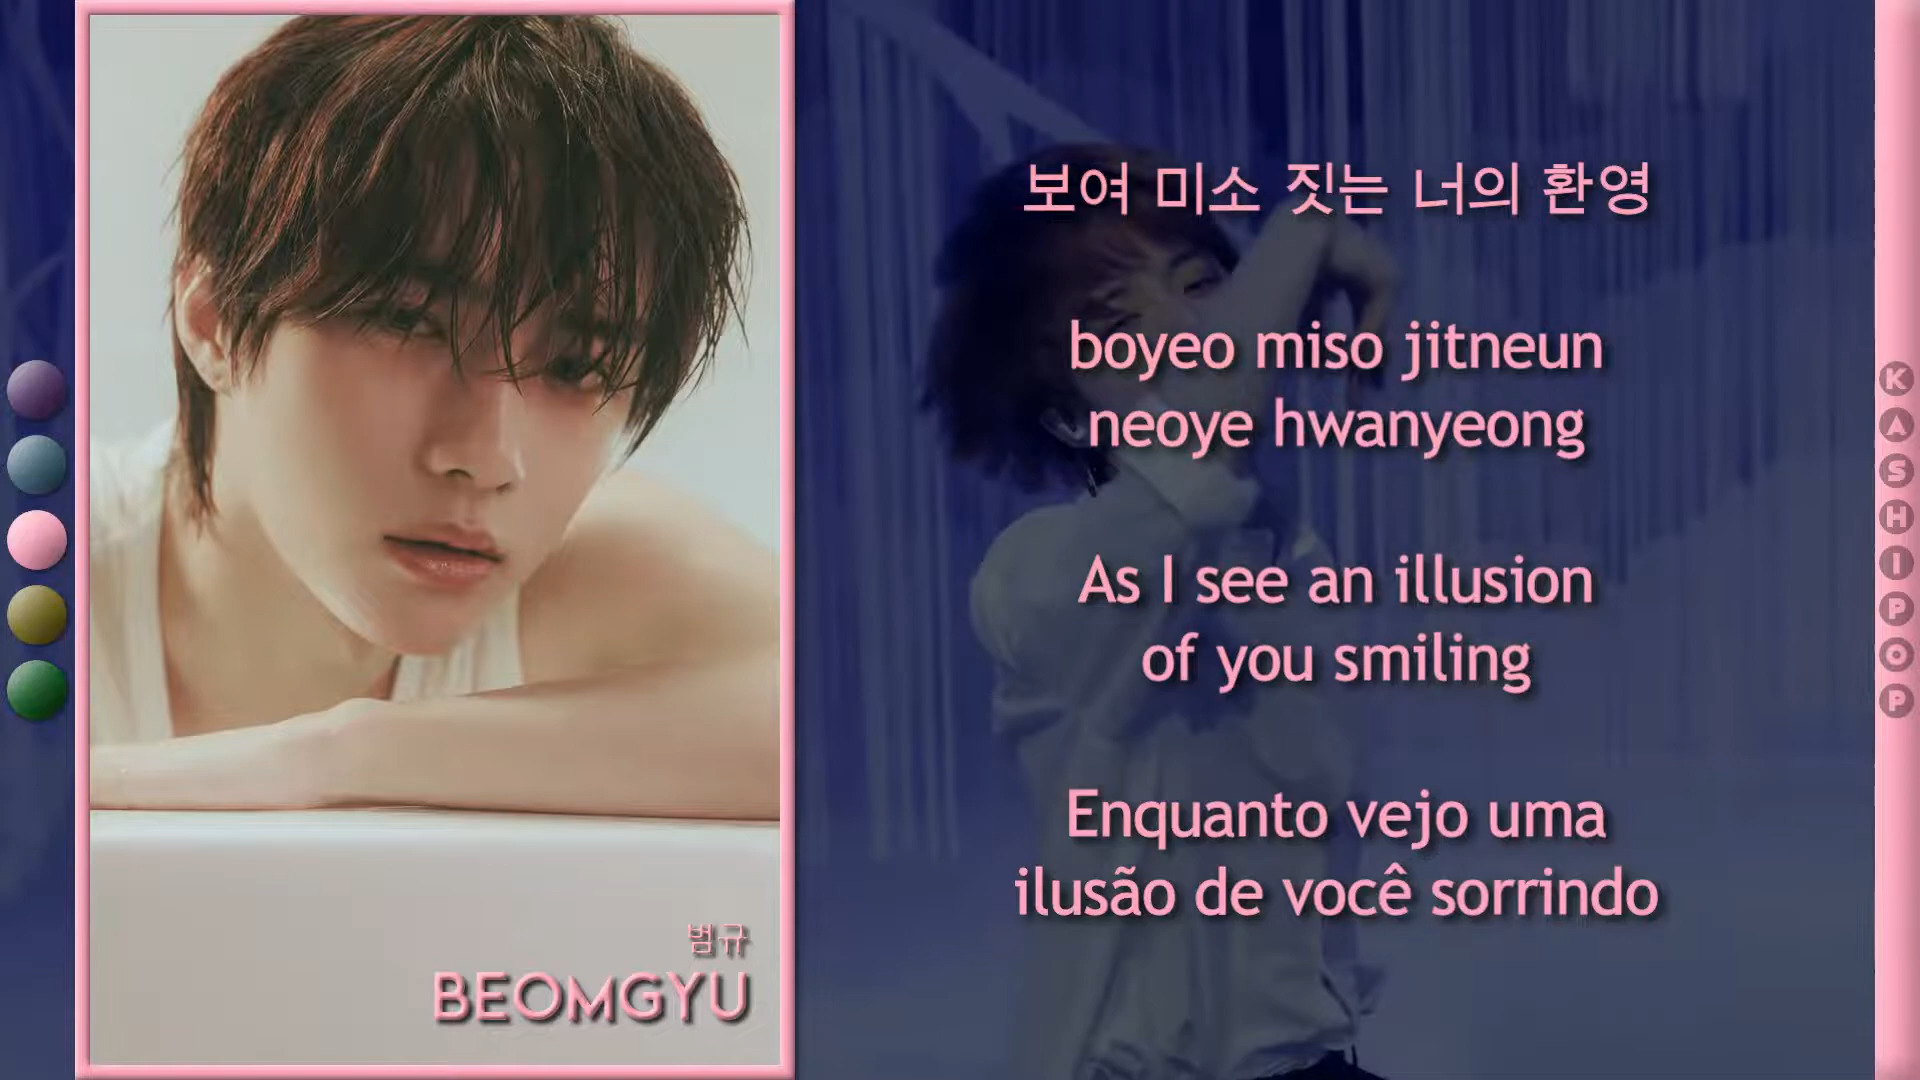 보여 미소 짓는 너의 환영
boyeo miso jitneun
neoye hwanyeong
As I see an illusion
of you smiling
Enquanto vejo uma
ilusão de você sorrindo
범규
BEOMGYU
KASHIPOP